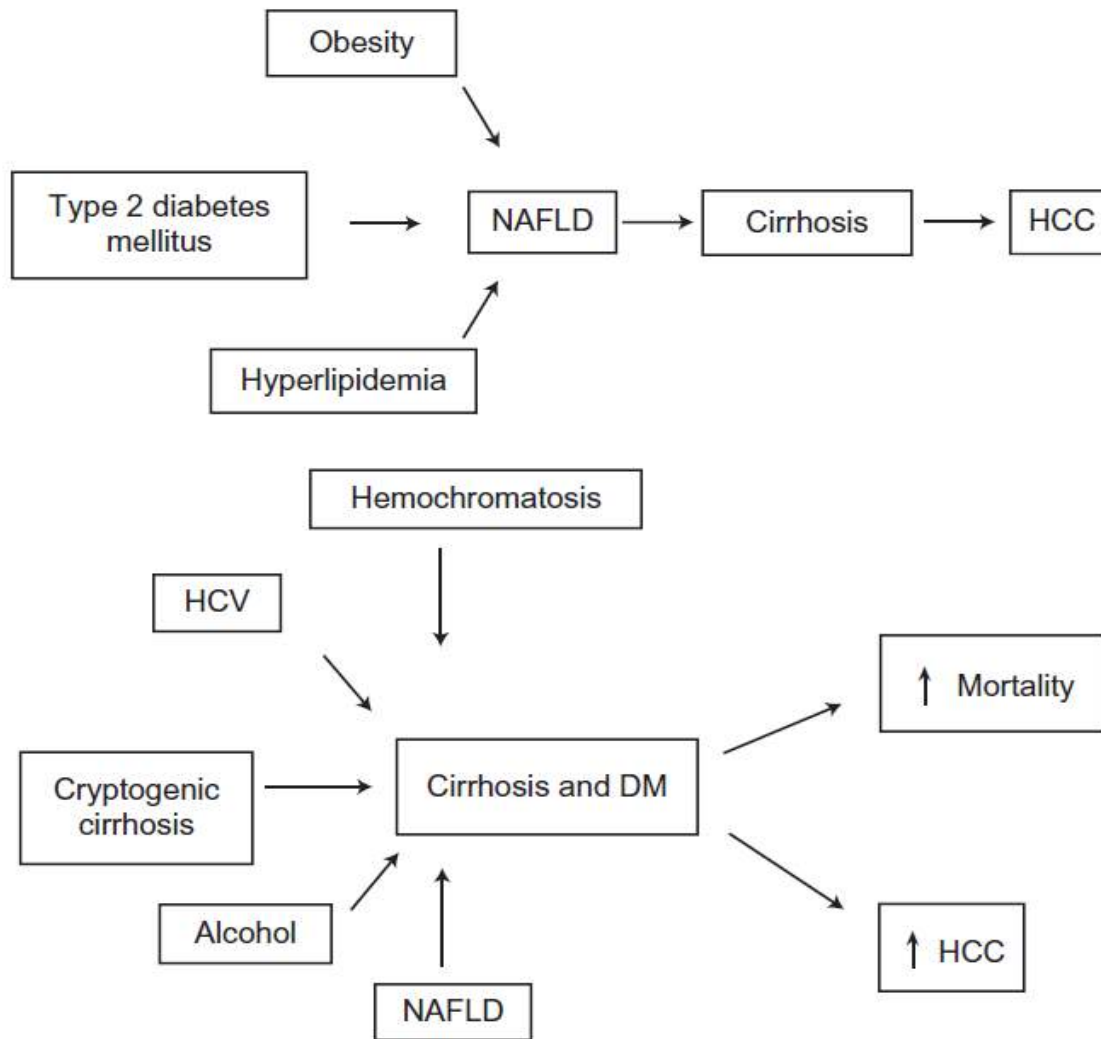 Obesity
Type 2 diabetes
mellitus
NAFLD
Cirrhosis
HCC
Hyperlipidemia
Hemochromatosis
HCV
↑ Mortality
Cryptogenic
cirrhosis
Cirrhosis and DM
Alcohol
↑ HCC
NAFLD